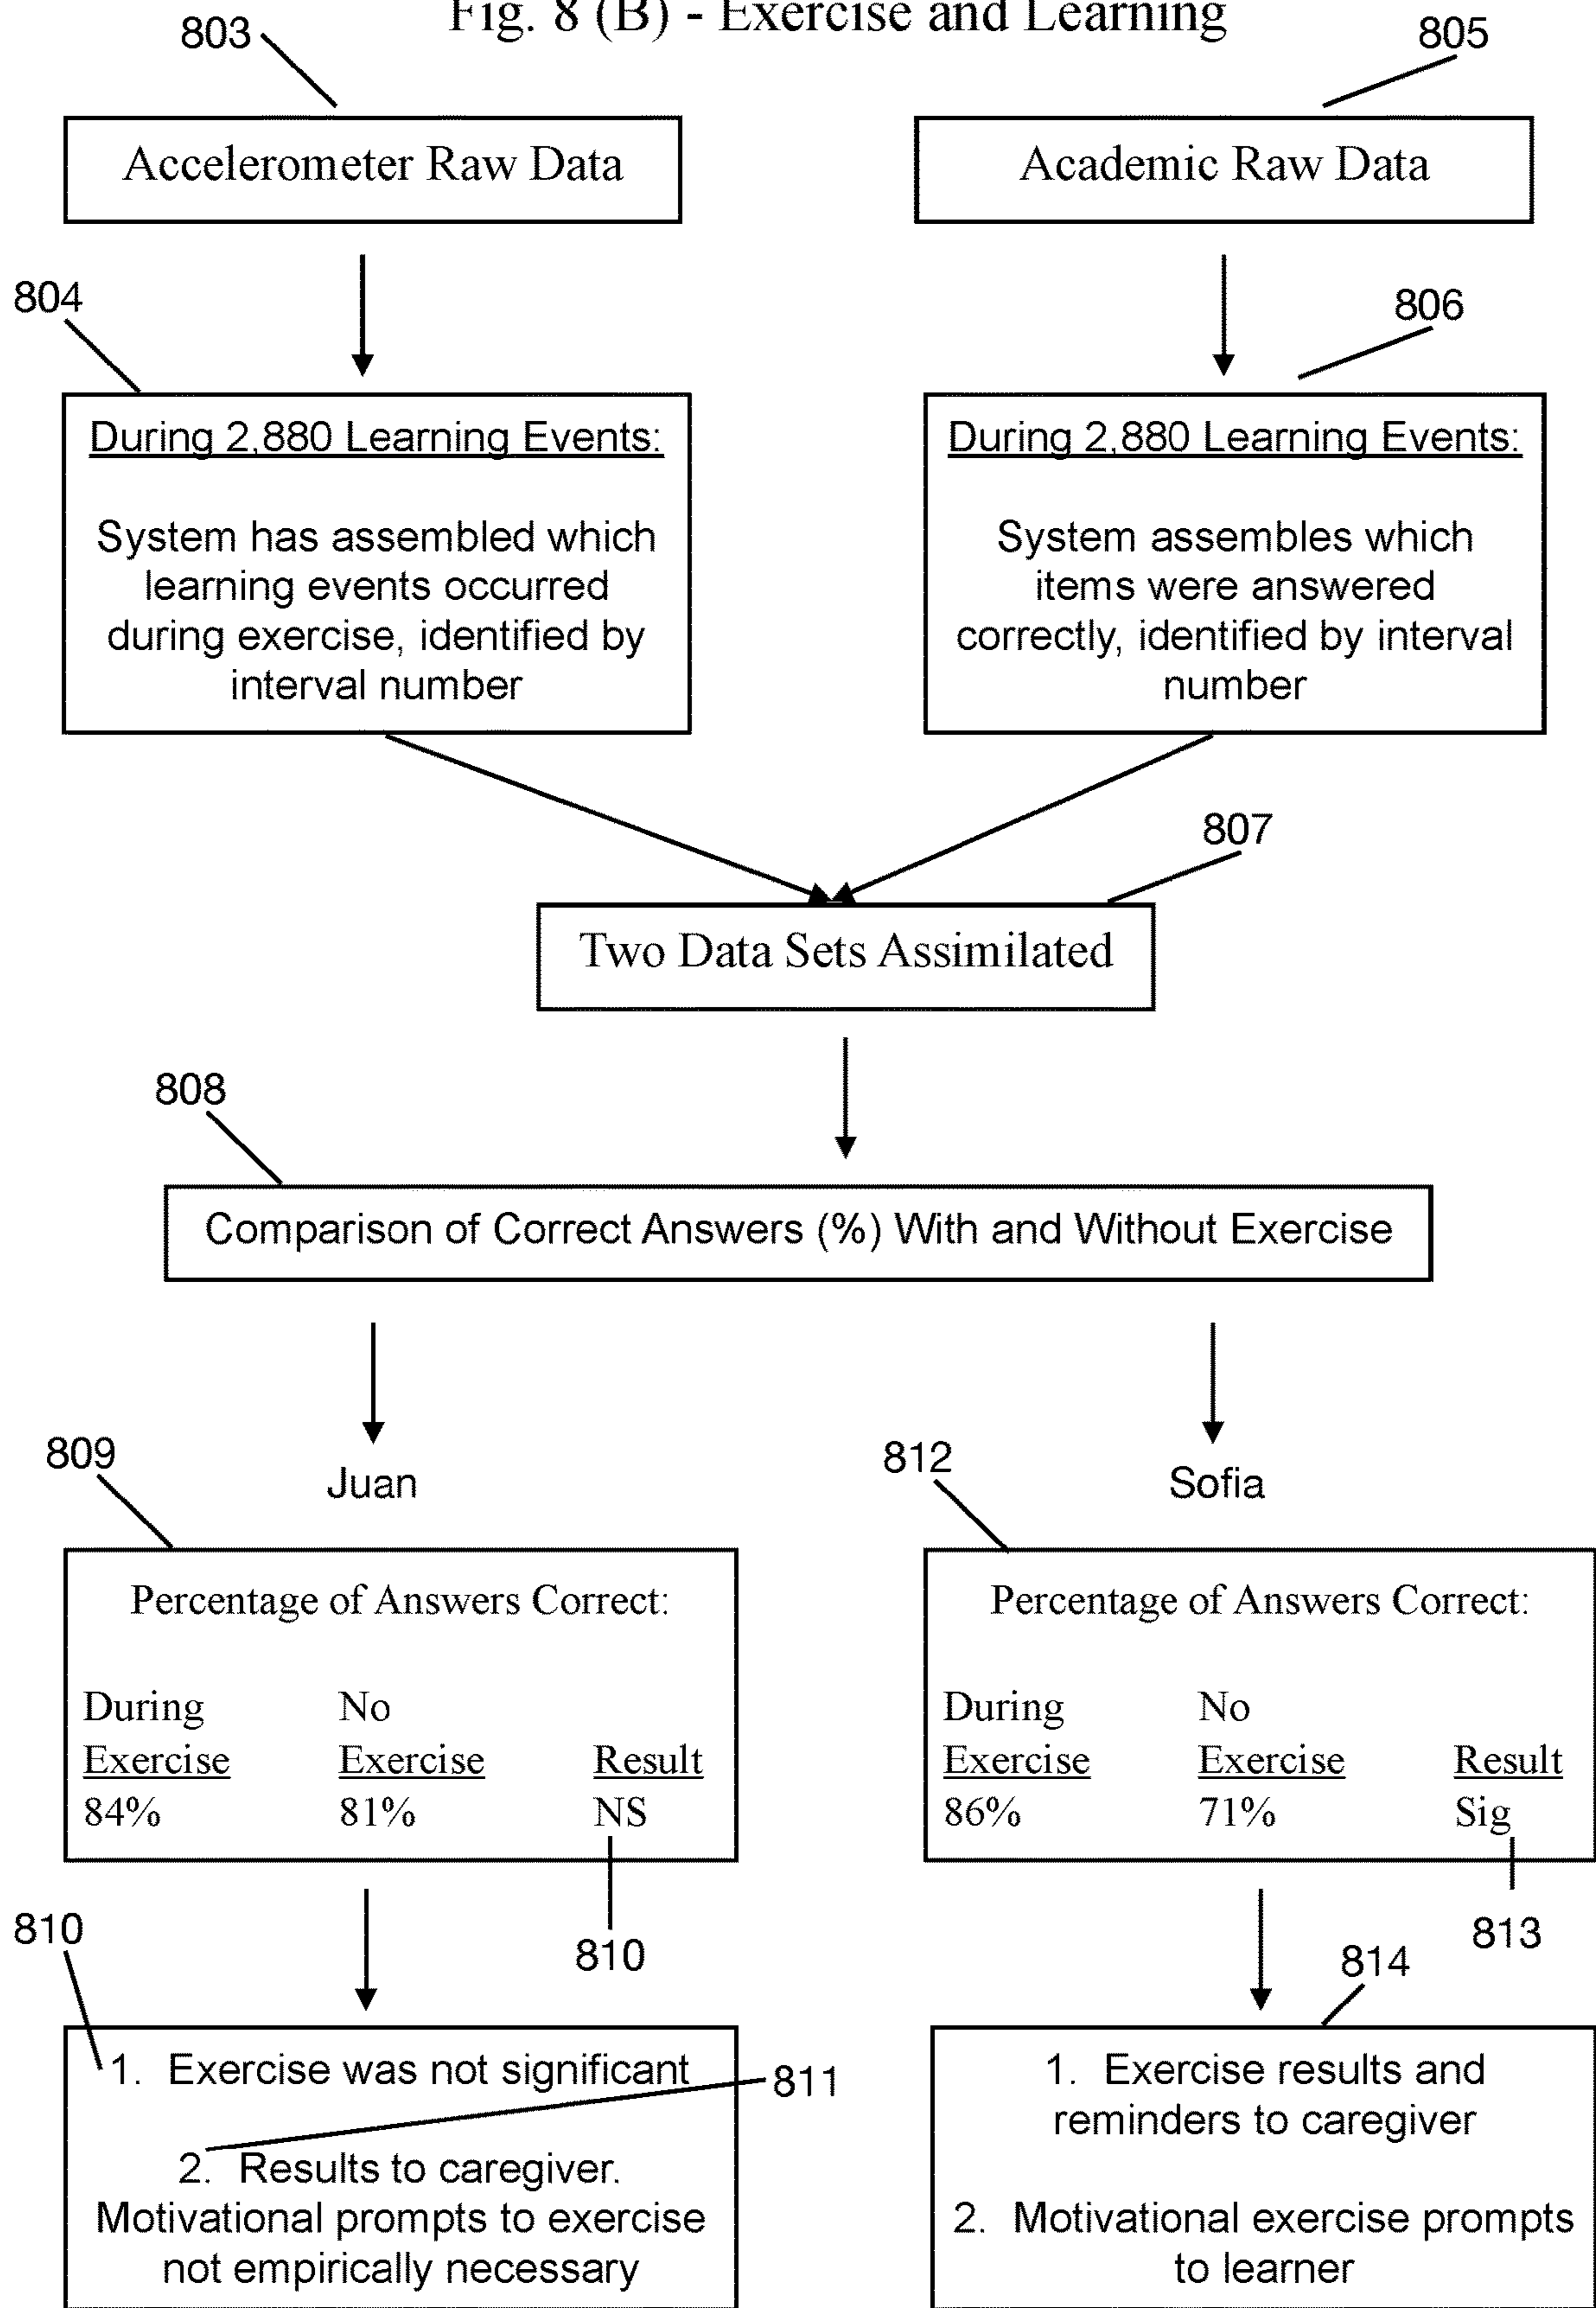 Fig. 8 (B) - Exercise and Learning
803
805
Accelerometer Raw Data
Academic Raw Data
804
806
During 2,880 Learning Events:
System has assembled which
learning events occurred
during exercise, identified by
interval number
During 2,880 Learning Events:
System assembles which
items were answered
correctly, identified by interval
number
807
Two Data Sets Assimilated
808
Comparison of Correct Answers (%) With and Without Exercise
809
Juan
812
Sofia
Percentage of Answers Correct:
During No
Exercise Exercise Result
84% 81% NS
Percentage of Answers Correct:
During No
Exercise Exercise Result
86% 71% Sig
810
810
813
814
1. Exercise was not significant
811
2. Results to caregiver.
Motivational prompts to exercise
not empirically necessary
1. Exercise results and
reminders to caregiver
2. Motivational exercise prompts
to learner